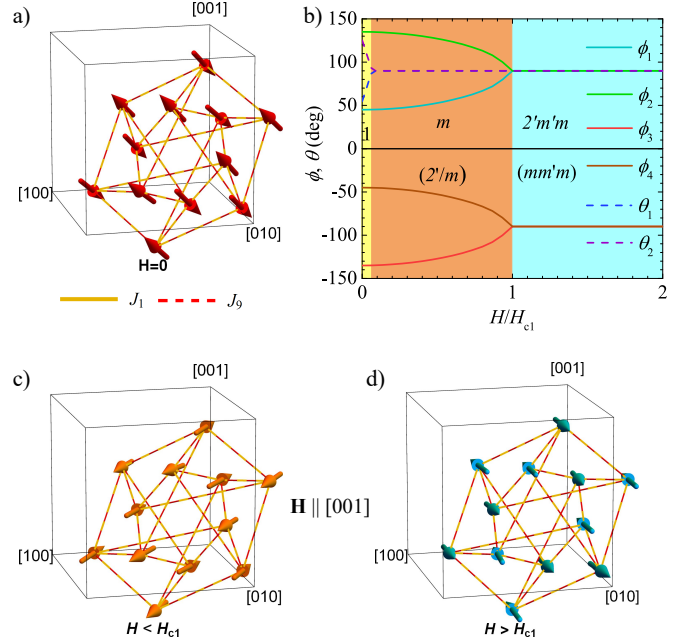 a)
[001]
[100]
[010]
H=0
J1 J9
b)
ϕ, θ (deg)
150
100
50
0
-50
-100
-150
1
m
2'm'm
(2'/m)
(mm'm)
ϕ1
ϕ2
ϕ3
ϕ4
θ1
θ2
0 1 2
H/Hc1
c)
[001]
[100]
[010]
H < Hc1
H || [001]
d)
[001]
[100]
[010]
H > Hc1